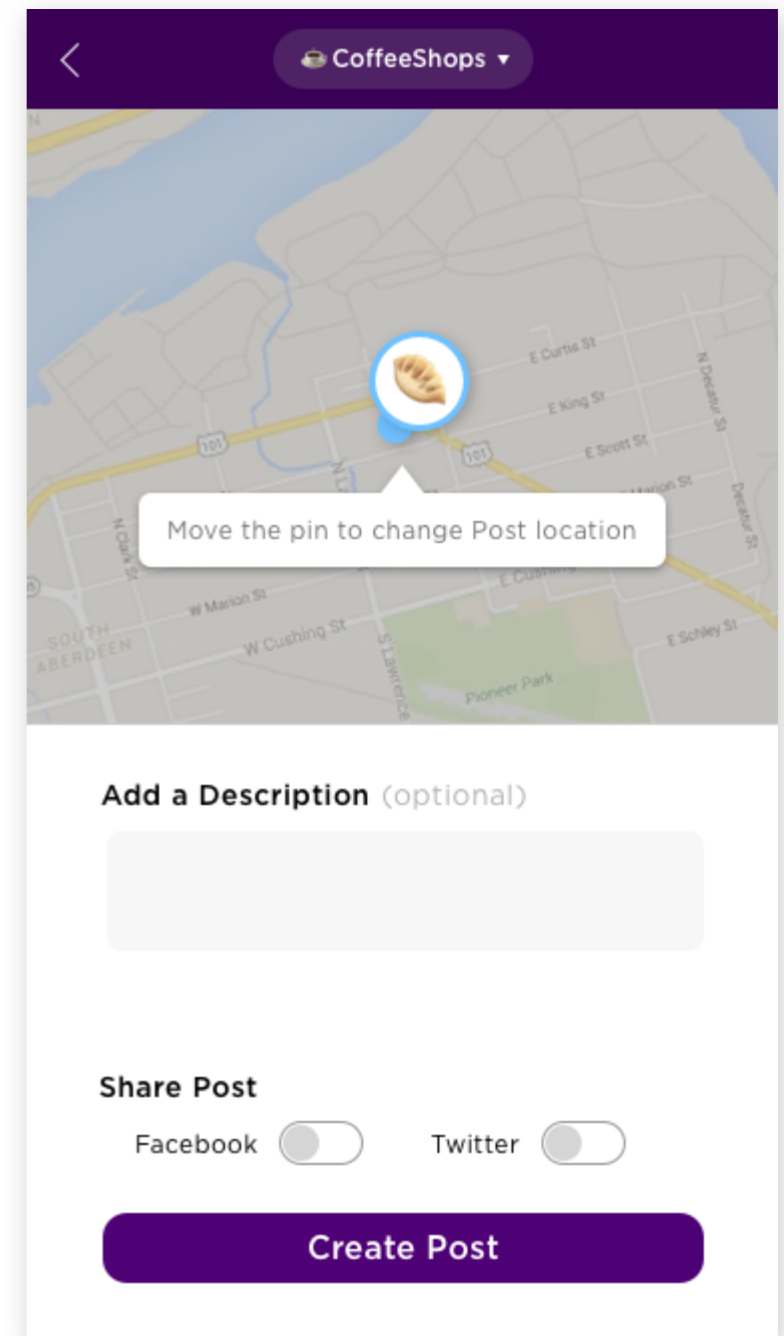 CoffeeShops
N
E Curtis St
N Decatur St
E King St
101
101
E Scott St
Marion St
Decatur St
N Clark St
Move the pin to change Post location
W Marion St
SOUTH
ABERDEEN
W Cushing St
S Lawrence
E Schley St
Pioneer Park
Add a Description (optional)
Share Post
Facebook
Twitter
Create Post